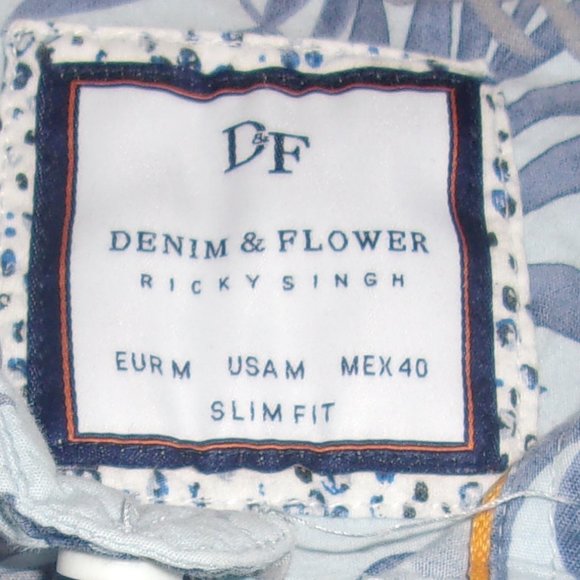 D&F
DENIM & FLOWER
RICKY SINGH
EUR M USA M MEX 40
SLIM FIT